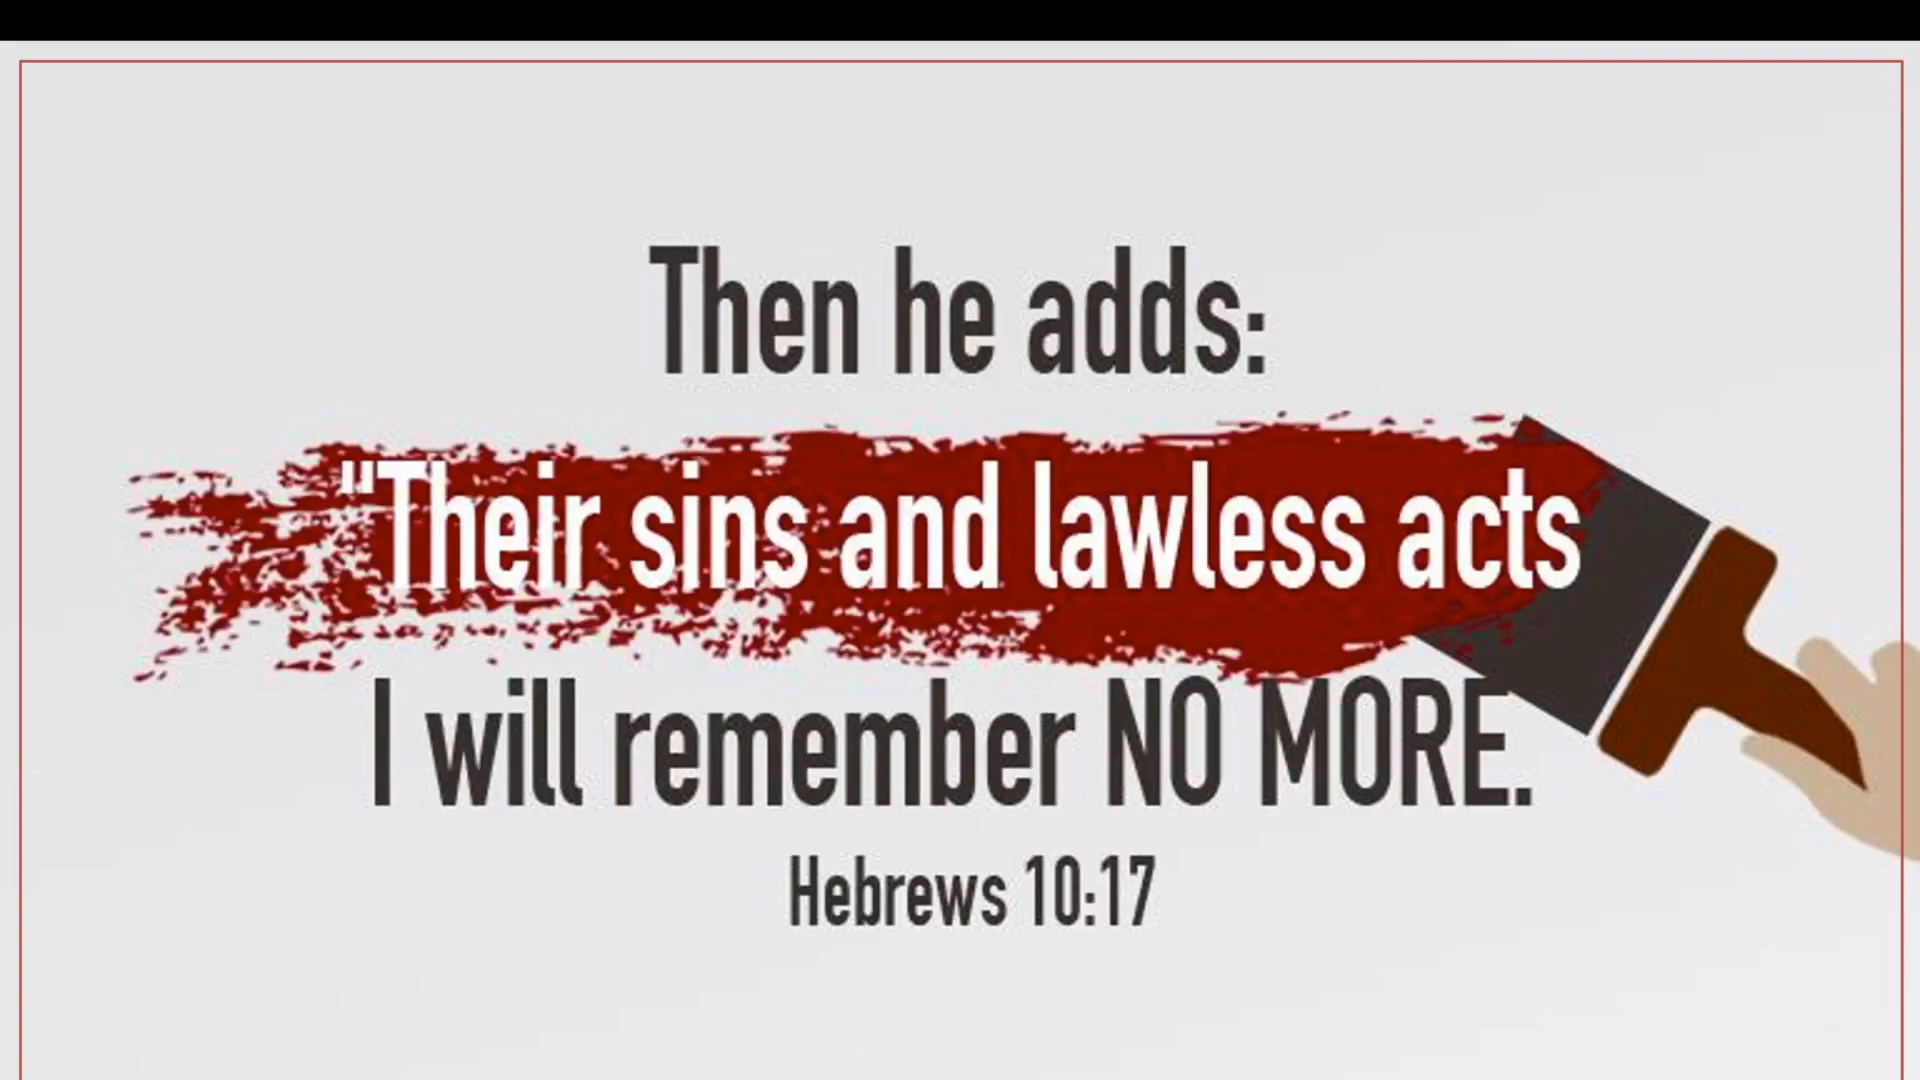 Then he adds:
"Their sins and lawless acts
I will remember NO MORE.
Hebrews 10:17